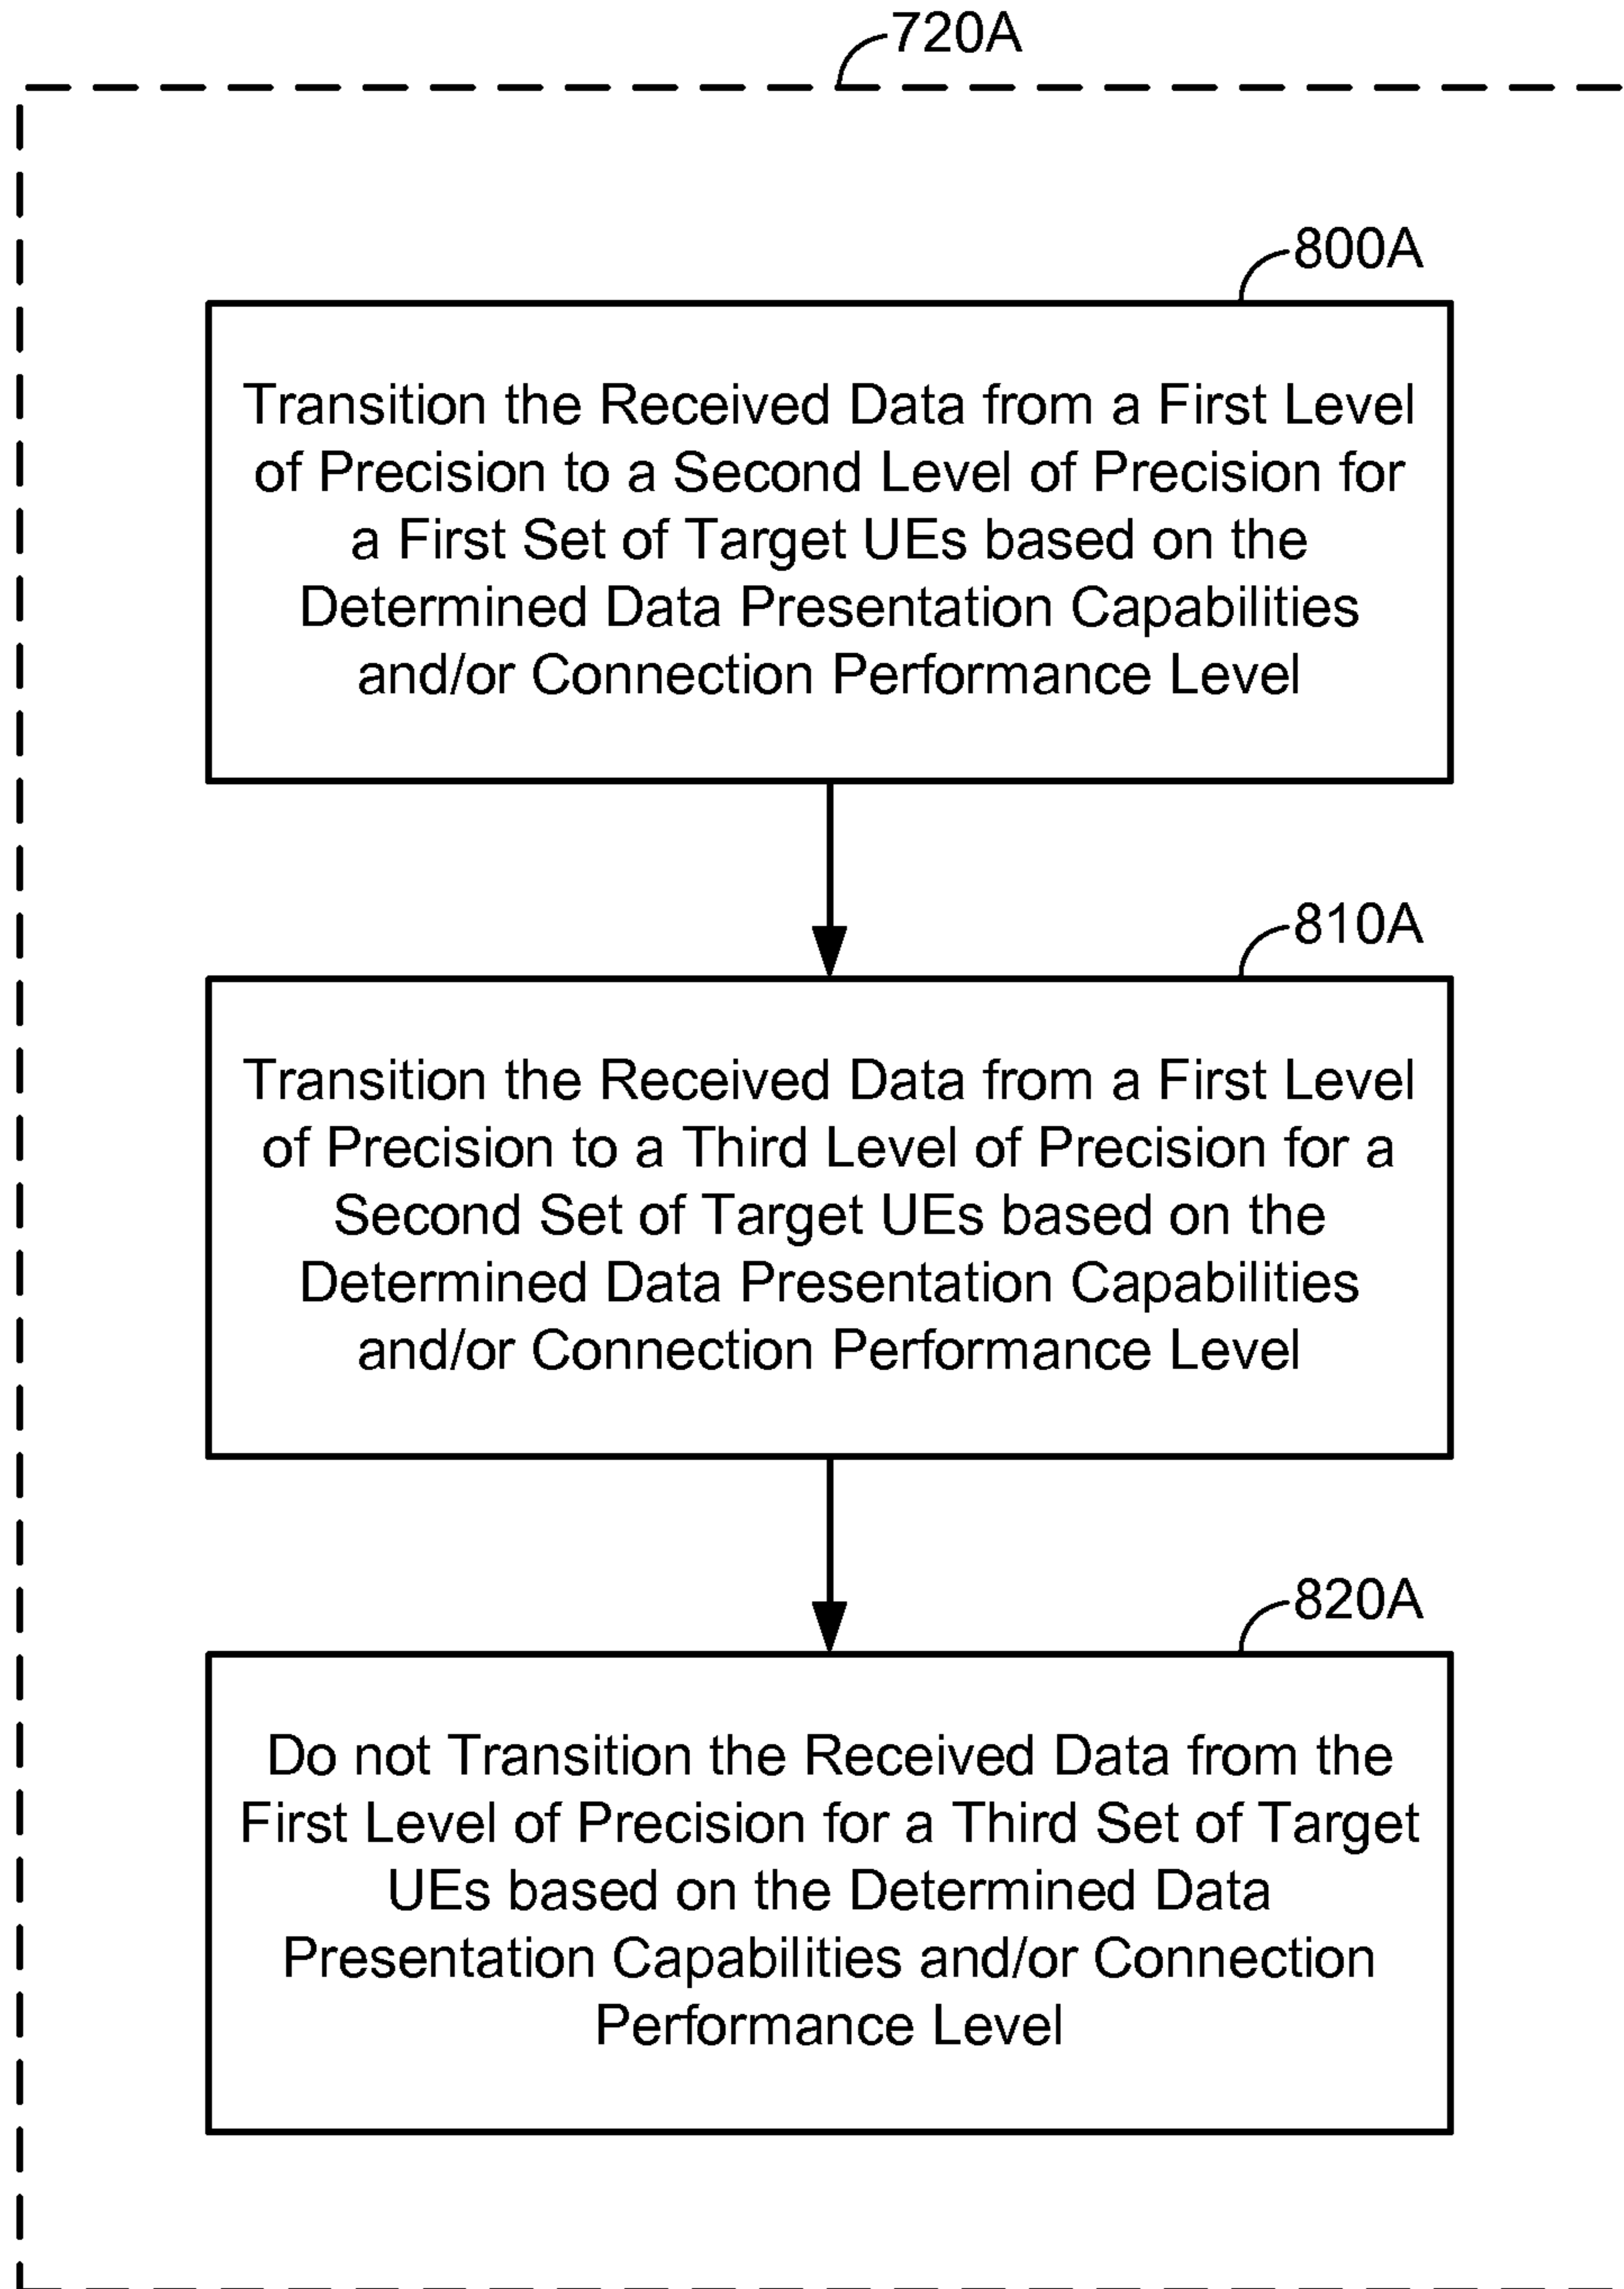 720A
800A
Transition the Received Data from a First Level
of Precision to a Second Level of Precision for
a First Set of Target UEs based on the
Determined Data Presentation Capabilities
and/or Connection Performance Level
810A
Transition the Received Data from a First Level
of Precision to a Third Level of Precision for a
Second Set of Target UEs based on the
Determined Data Presentation Capabilities
and/or Connection Performance Level
820A
Do not Transition the Received Data from the
First Level of Precision for a Third Set of Target
UEs based on the Determined Data
Presentation Capabilities and/or Connection
Performance Level